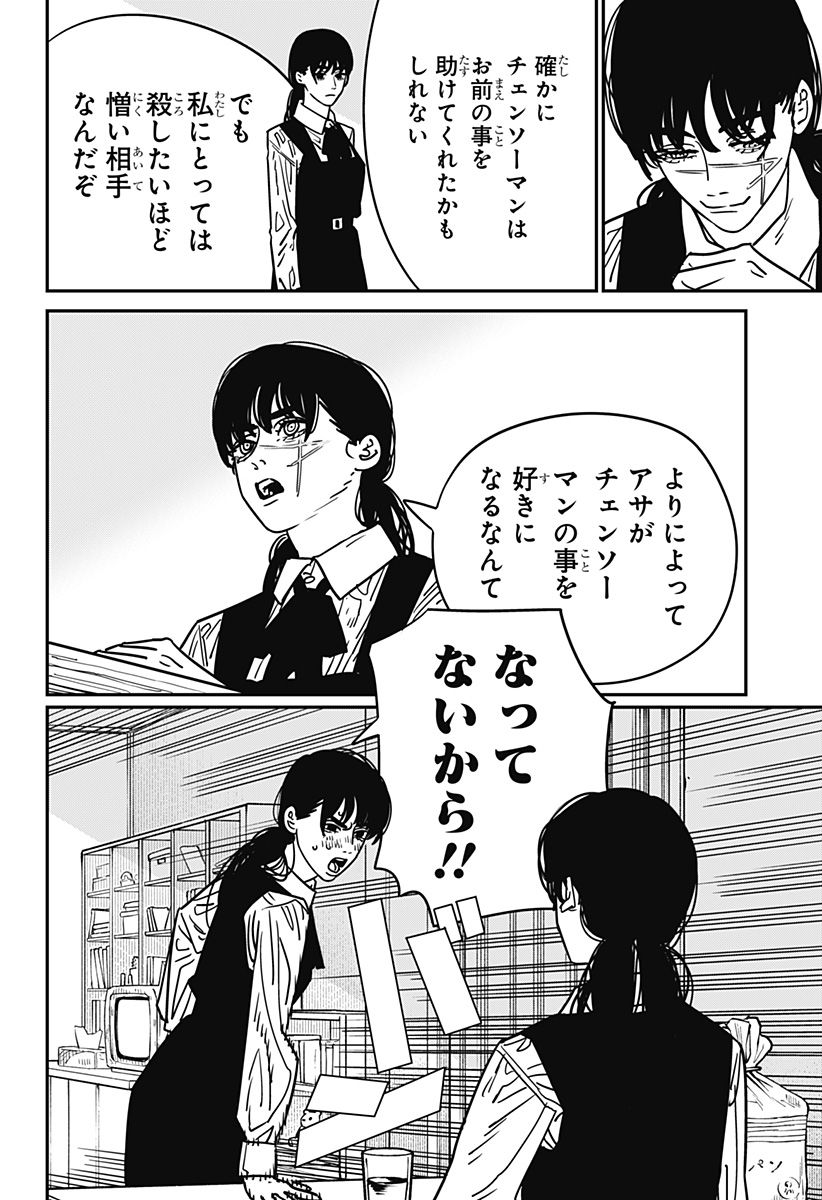 確かに
チェンソーマンは
お前の事を
助けてくれたかも
しれない
でも
私にとっては
殺したいほど
憎い相手
なんだぞ
よりによって
アサが
チェンソー
マンの事を
好きに
なるなんて
なって
ないから!!
パン